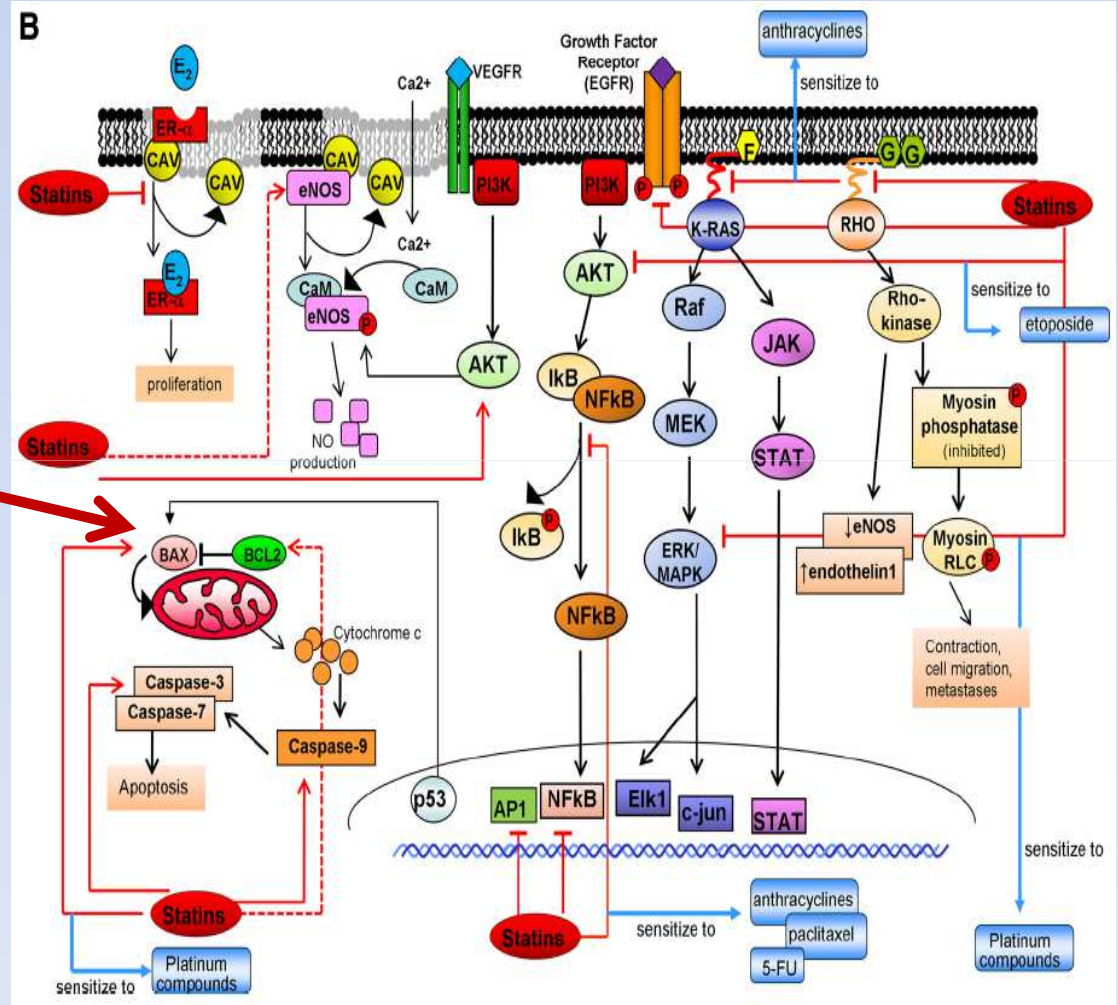 B
E2
ER-α
CAV
CAV
Statins
E2
ER-α
proliferation
CAV
eNOS
CAV
CaM
eNOS
P
NO
production
Ca2+
Ca2+
CaM
VEGFR
PI3K
AKT
Statins
Growth Factor
Receptor
(EGFR)
PI3K
P
P
AKT
IkB
NFkB
IkB
P
NFkB
anthracyclines
sensitize to
F
K-RAS
Raf
MEK
ERK/
MAPK
JAK
STAT
G
G
RHO
Statins
Rho-
kinase
sensitize to
etoposide
Myosin
phosphatase
(inhibited)
P
↓eNOS
↑endothelin1
Myosin
RLC
P
Contraction,
cell migration,
metastases
sensitize to
Platinum
compounds
BAX
BCL2
Cytochrome c
Caspase-3
Caspase-7
Caspase-9
Apoptosis
Statins
sensitize to
Platinum
compounds
p53
AP1
NFkB
Elk1
c-jun
STAT
Statins
sensitize to
anthracyclines
paclitaxel
5-FU